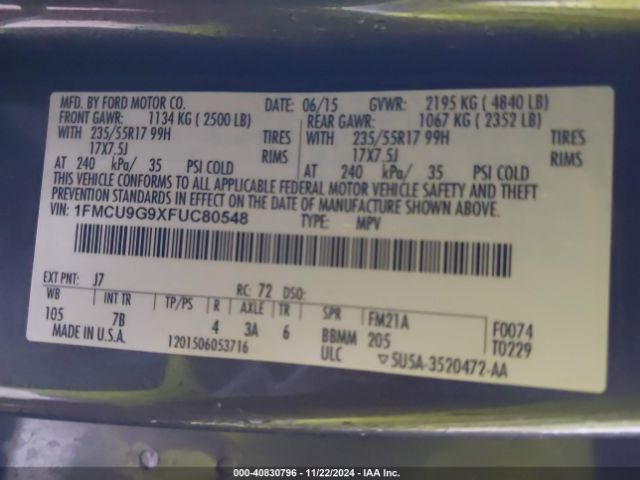 MFD. BY FORD MOTOR CO. DATE: 06/15 GVWR: 2195 KG ( 4840 LB)
FRONT GAWR: 1134 KG ( 2500 LB) REAR GAWR: 1067 KG ( 2352 LB)
WITH 235/55R17 99H TIRES WITH 235/55R17 99H TIRES
17X7.5J RIMS 17X7.5J RIMS
AT 240 kPa/ 35 PSI COLD AT 240 kPa/ 35 PSI COLD
THIS VEHICLE CONFORMS TO ALL APPLICABLE FEDERAL MOTOR VEHICLE SAFETY AND THEFT
PREVENTION STANDARDS IN EFFECT ON THE DATE OF MANUFACTURE SHOWN ABOVE.
VIN: 1FMCU9G9XFUC80548 TYPE: MPV
EXT PNT: J7 RC: 72 DSO:
WB INT TR TP/PS R AXLE TR SPR FM21A F0074
105 7B 4 3A 6 BBMM 205 T0229
MADE IN U.S.A. 1201506053716 ULC ▽5U5A-3520472-AA
000-40830796 - 11/22/2024 - IAA Inc.